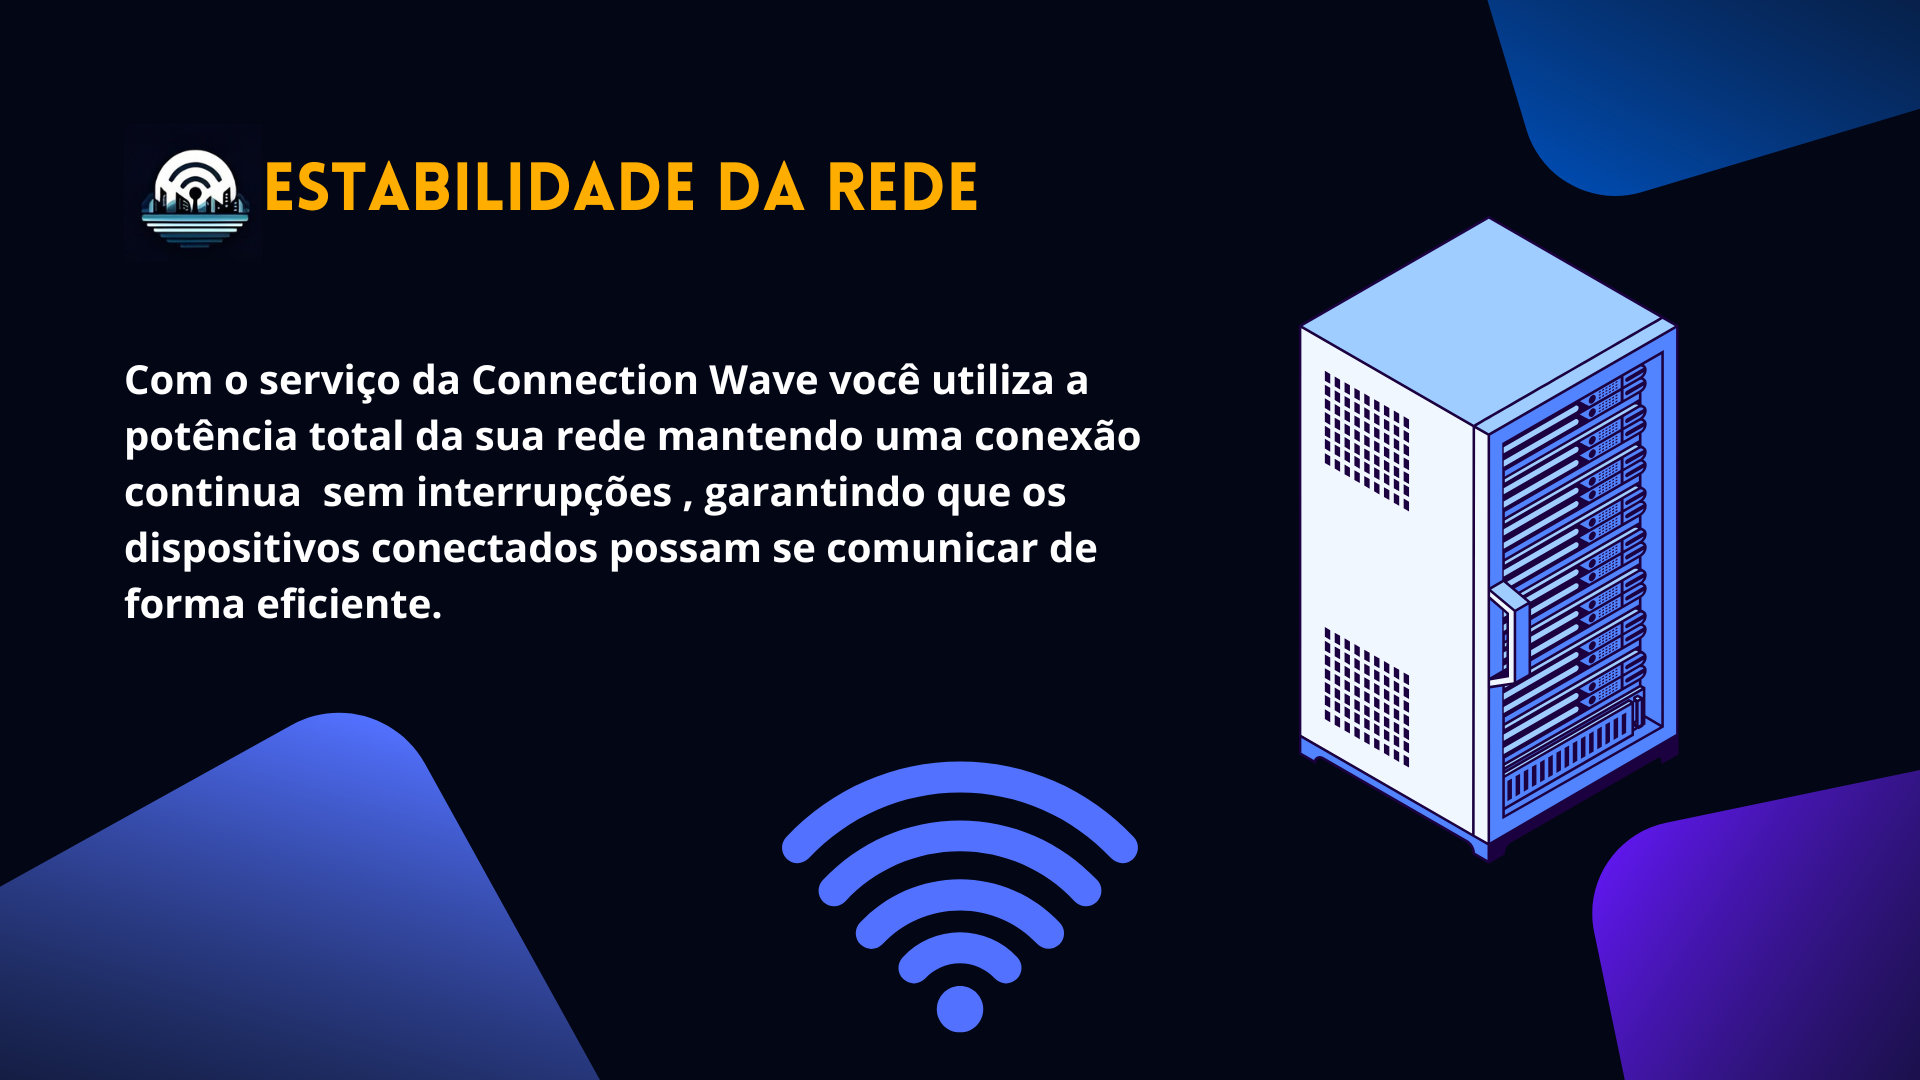 ESTABILIDADE DA REDE
Com o serviço da Connection Wave você utiliza a
potência total da sua rede mantendo uma conexão
continua  sem interrupções , garantindo que os
dispositivos conectados possam se comunicar de
forma eficiente.